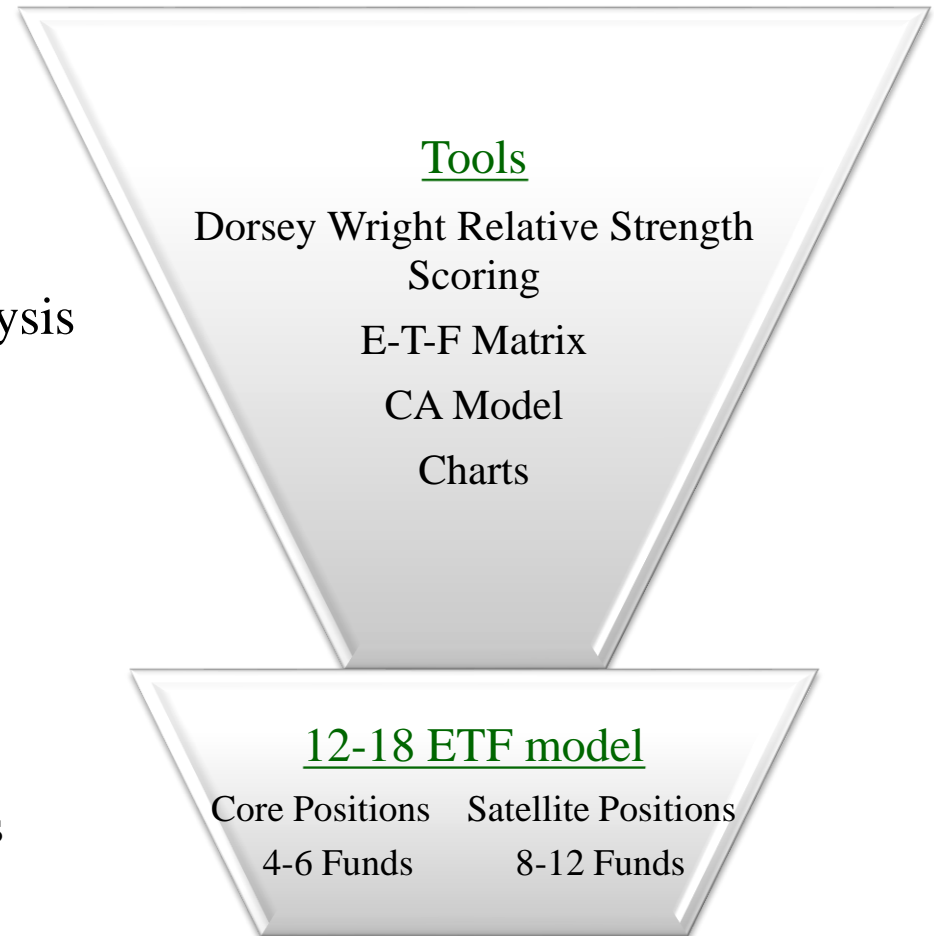 Tools
Dorsey Wright Relative Strength
Scoring
ysis
E-T-F Matrix
CA Model
Charts
12-18 ETF model
Core Positions Satellite Positions
s
4-6 Funds 8-12 Funds